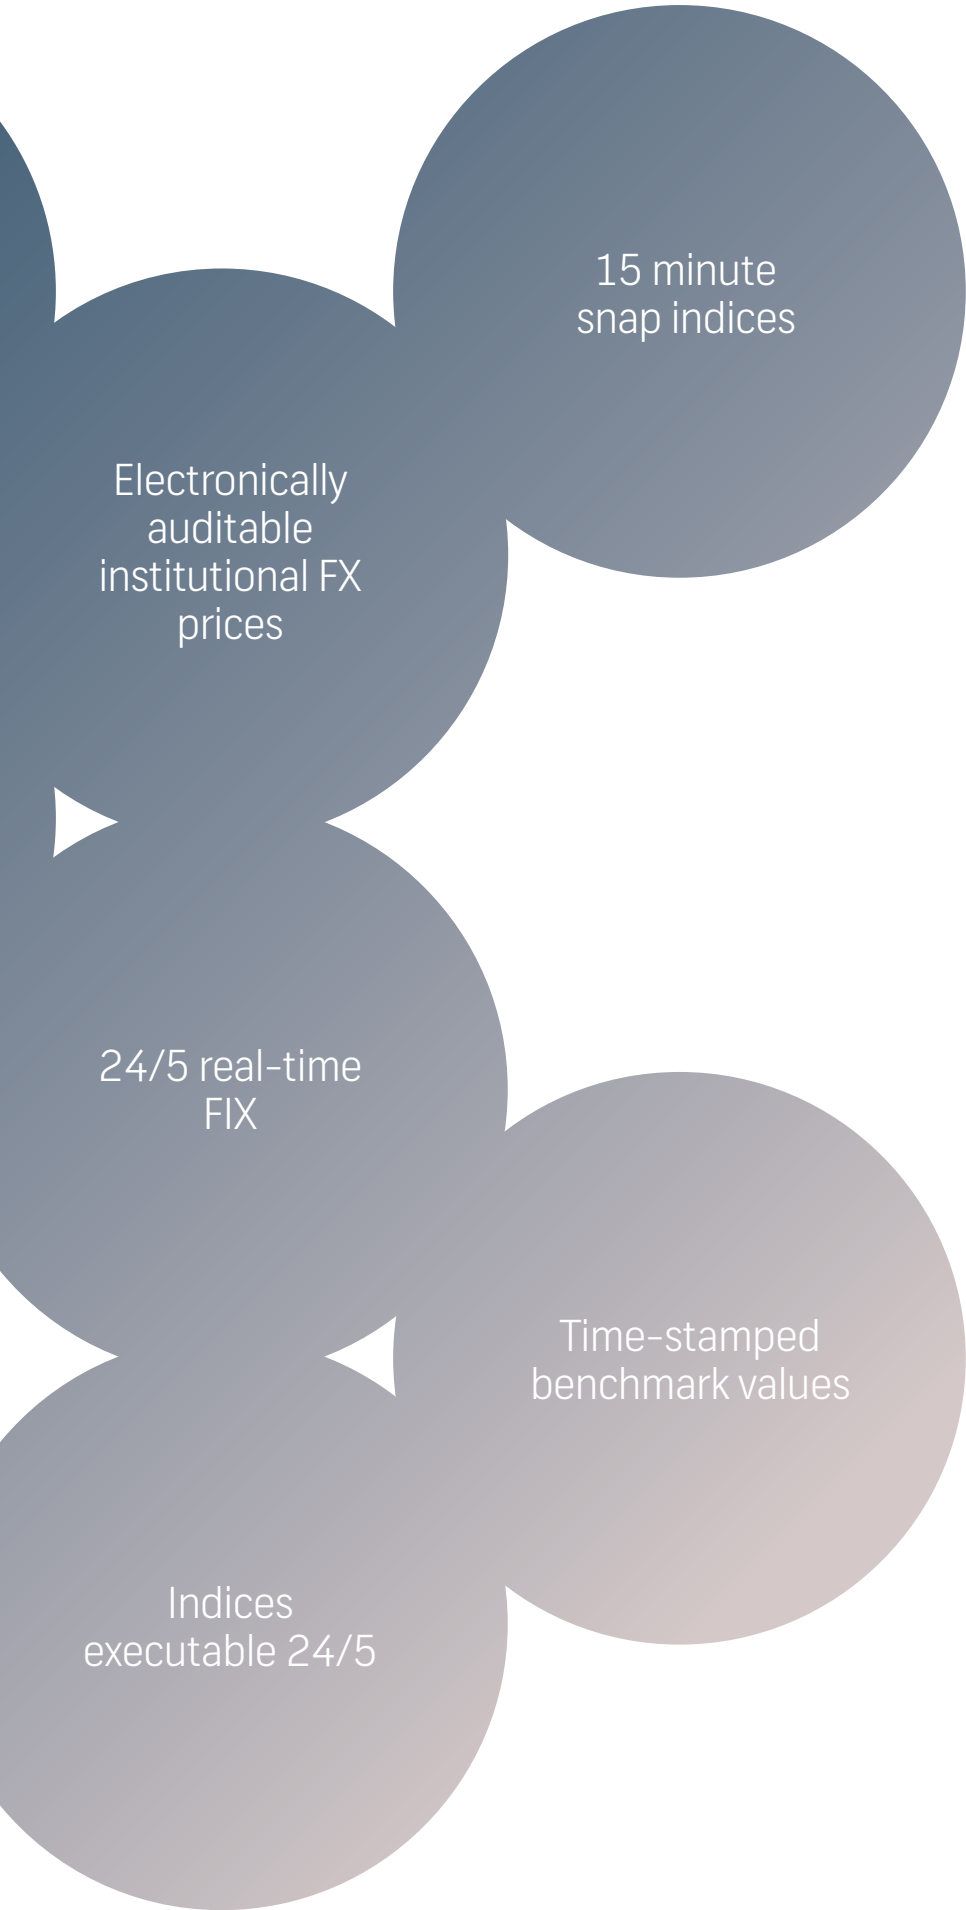 15 minute
snap indices
Electronically
auditable
institutional FX
prices
24/5 real-time
FIX
Time-stamped
benchmark values
Indices
executable 24/5